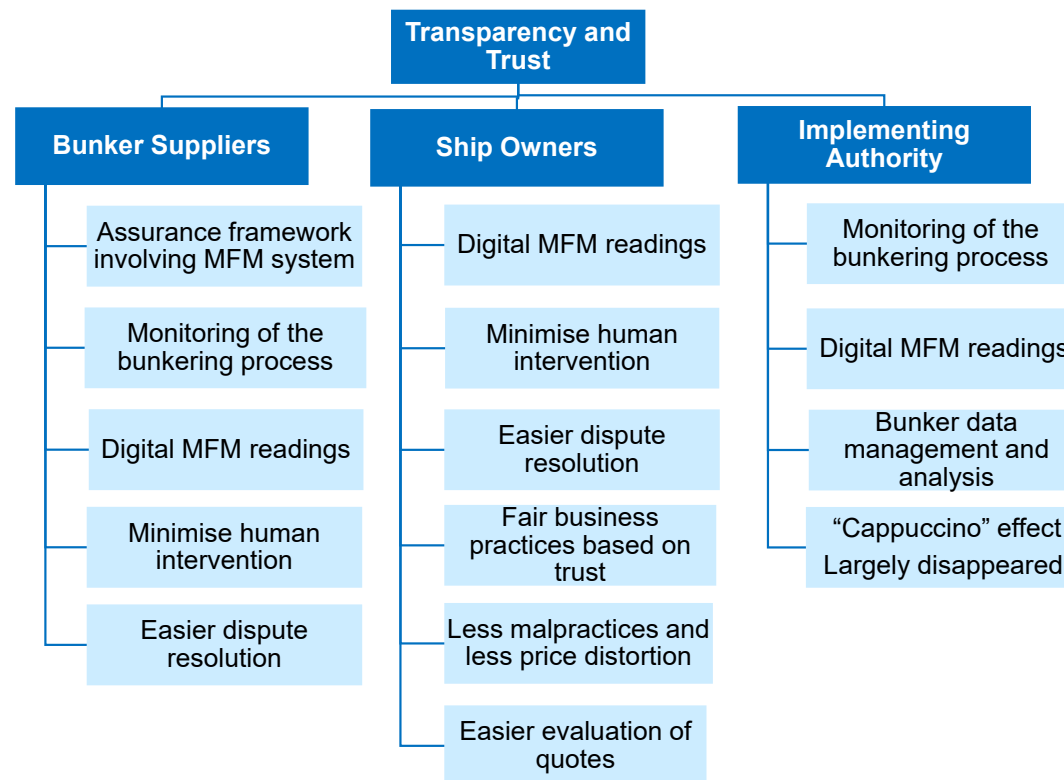 Transparency and
Trust
Bunker Suppliers
Assurance framework
involving MFM system
Monitoring of the
bunkering process
Digital MFM readings
Minimise human
intervention
Easier dispute
resolution
Ship Owners
Digital MFM readings
Minimise human
intervention
Easier dispute
resolution
Fair business
practices based on
trust
Less malpractices and
less price distortion
Easier evaluation of
quotes
Implementing
Authority
Monitoring of the
bunkering process
Digital MFM readings
Bunker data
management and
analysis
“Cappuccino” effect
Largely disappeared